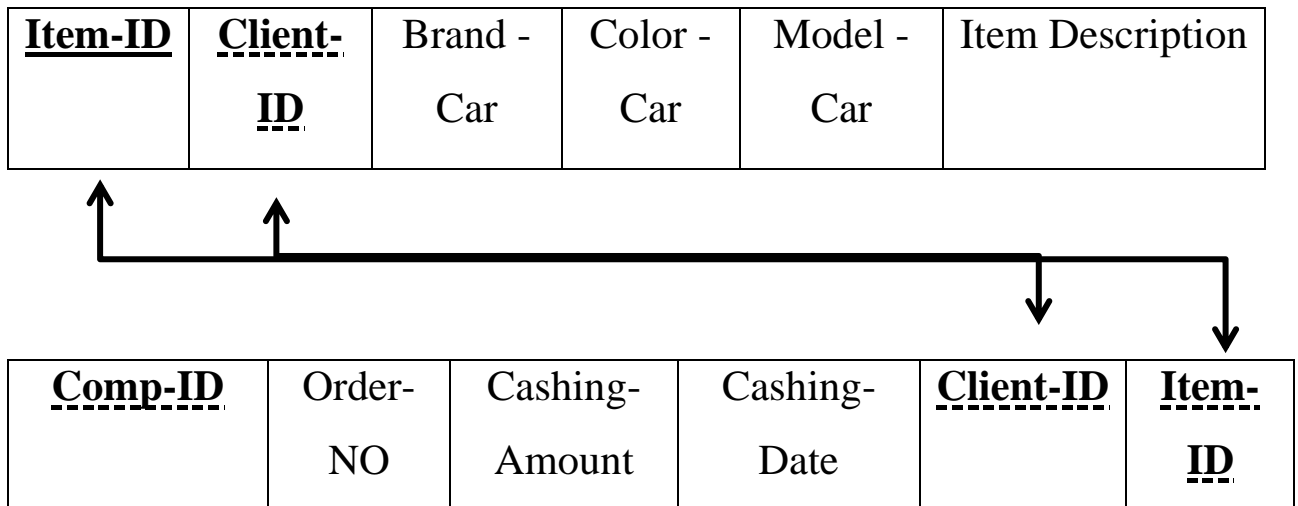 Item-ID Client- Brand - Color - Model - Item Description
ID Car Car Car
Comp-ID Order- Cashing- Cashing- Client-ID Item-
NO Amount Date ID